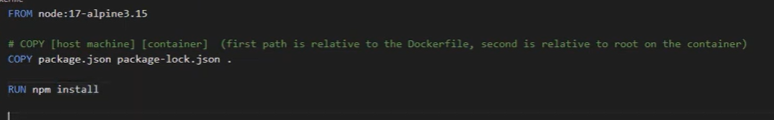 FROM node:17-alpine3.15
# COPY [host machine] [container]  (first path is relative to the Dockerfile, second is relative to root on the container)
COPY package.json package-lock.json .
RUN npm install